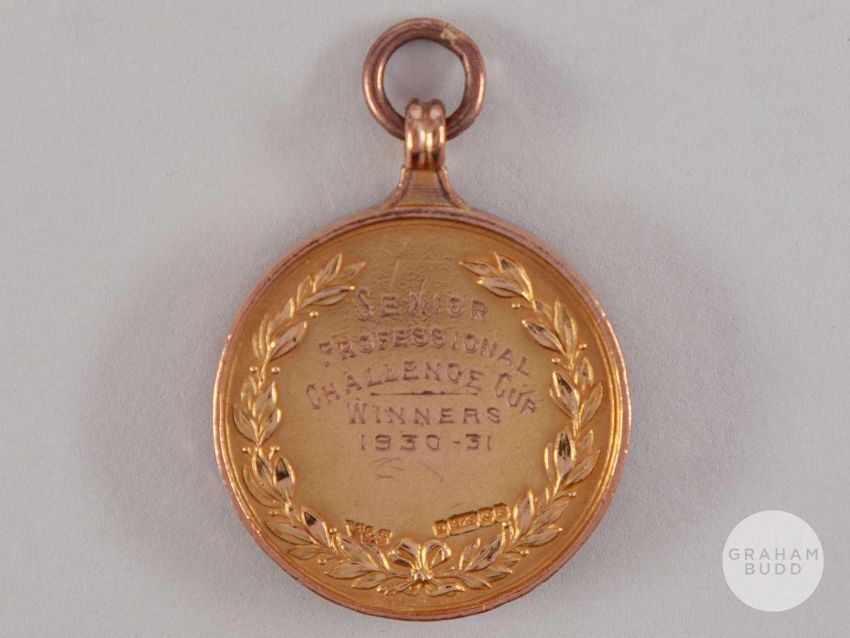 SENIOR
PROFESSIONAL
CHALLENGE CUP
WINNERS
1930-31
GRAHAM
BUDD